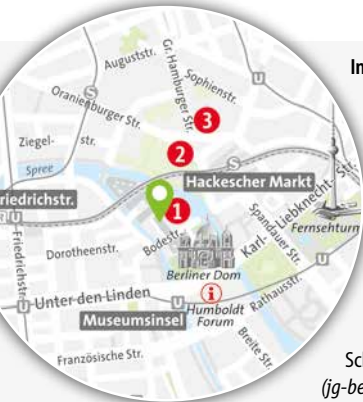 In
Auguststr.
Gr. Hamburger Str.
Sophienstr.
U
S
Oranienburger Str.
3
Ziegel- str.
2
S
Spree
Hackescher Markt
Friedrichstr.
1
Liebknecht-
Str.
Spandauer Str.
Karl-
Fernsehturm
Friedrichstr.
Dorotheenstr.
Bodestr.
Berliner Dom
U
Unter den Linden
U
i
Rathausstr.
Museumsinsel
Humboldt
Forum
Breite Str.
Französische Str.
Sc
(jg-be